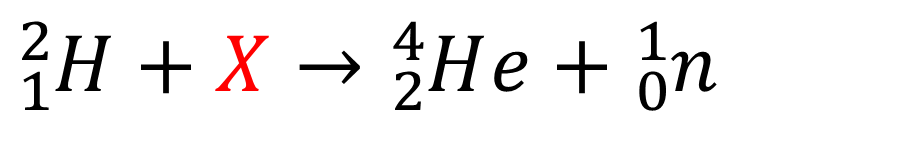 ²₁H + X → ⁴₂He + ¹₀n